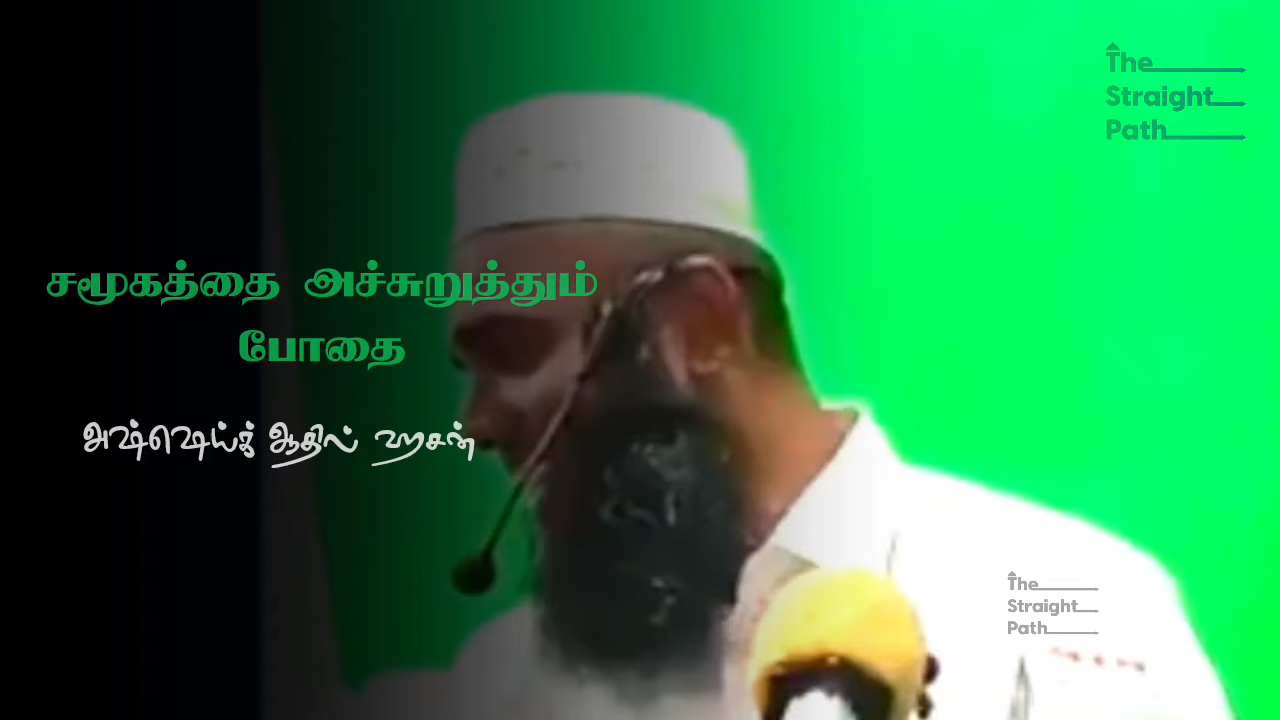 The
Straight
Path
சமூகத்தை அச்சுறுத்தும்
போதை
அஷ்ஷெய்க் ஆதில் ஹசன்
The
Straight
Path